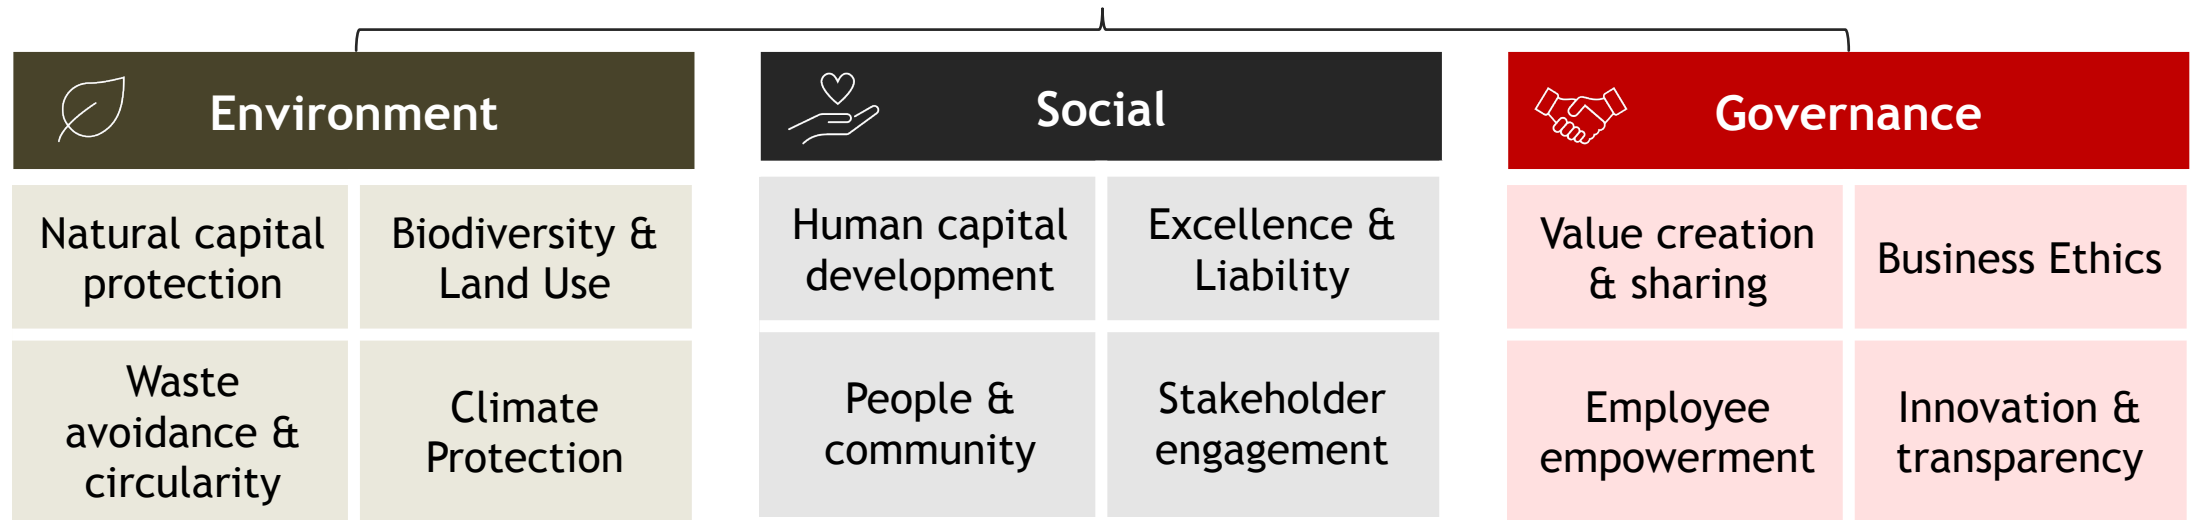 Environment
Natural capital
protection
Biodiversity &
Land Use
Waste
avoidance &
circularity
Climate
Protection
Social
Human capital
development
Excellence &
Liability
People &
community
Stakeholder
engagement
Governance
Value creation
& sharing
Business Ethics
Employee
empowerment
Innovation &
transparency